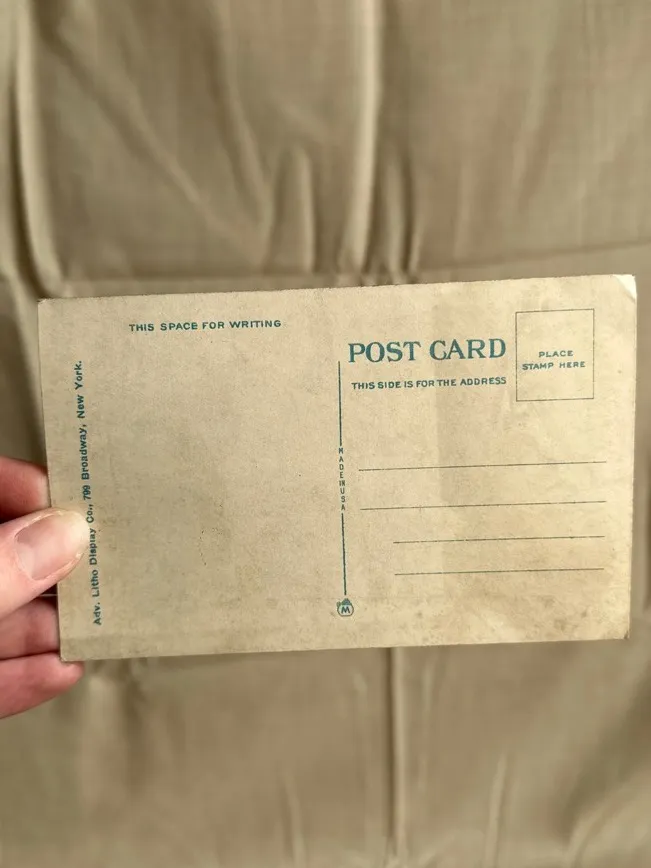 THIS SPACE FOR WRITING
POST CARD
THIS SIDE IS FOR THE ADDRESS
PLACE
STAMP HERE
Adv. Litho Display Co., 799 Broadway, New York.
MADE IN USA
M